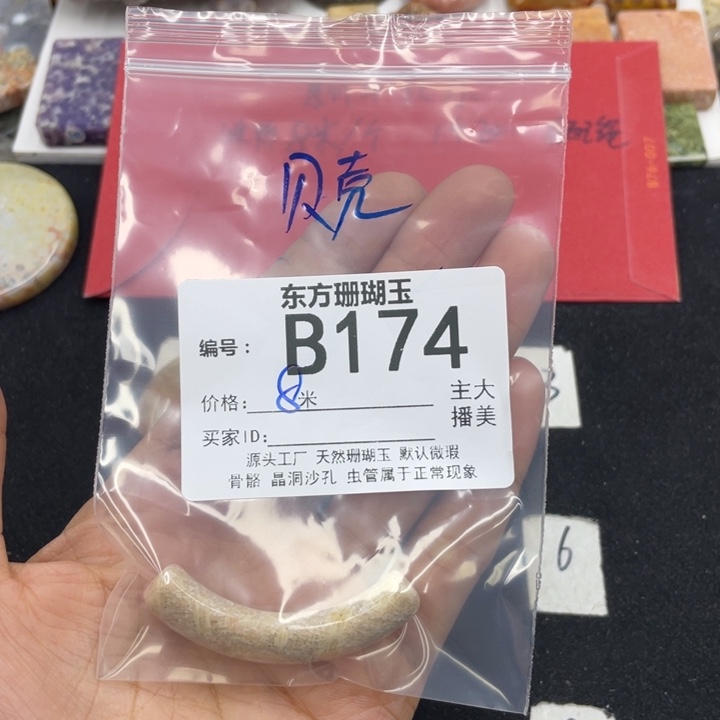 贝克
东方珊瑚玉
编号: B174
价格: 8米
主大
播美
买家ID:
源头工厂 天然珊瑚玉 默认微瑕
骨骼 晶洞沙孔 虫管属于正常现象
6